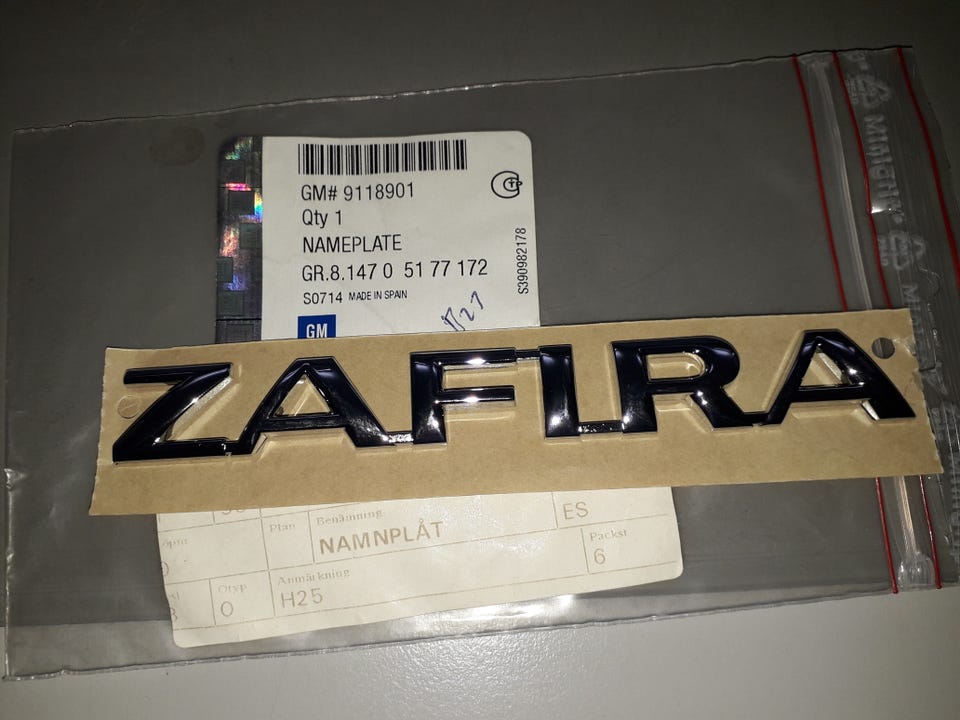 GM# 9118901
Qty 1
NAMEPLATE
GR.8.147 0 51 77 172
S0714 MADE IN SPAIN
S390982178
GM
ZAFIRA
Plan
Benämning
NAMNPLÅT
ES
Otyp
0
Anmärkning
H25
Packst
6
Minigrip